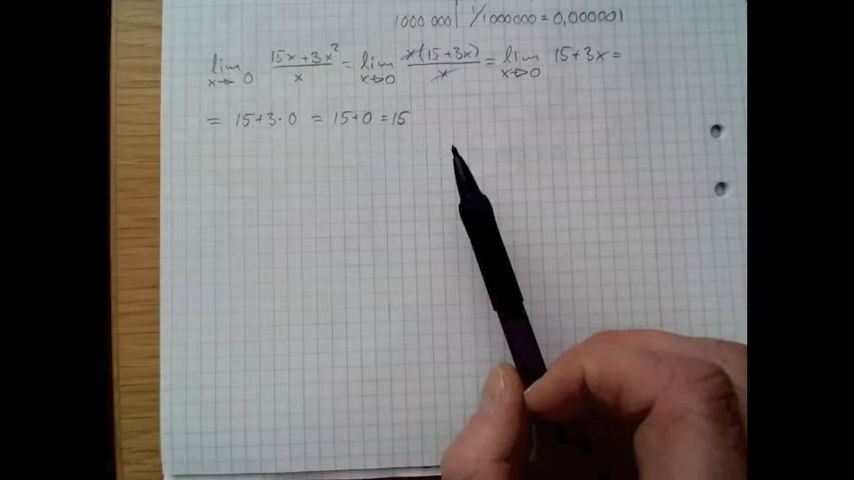 1000 000 | 1/1000000 = 0,000001
lim x→0 (15x+3x²)/x = lim x→0 x(15+3x)/x = lim x→0 15+3x =
= 15+3·0 = 15+0 = 15